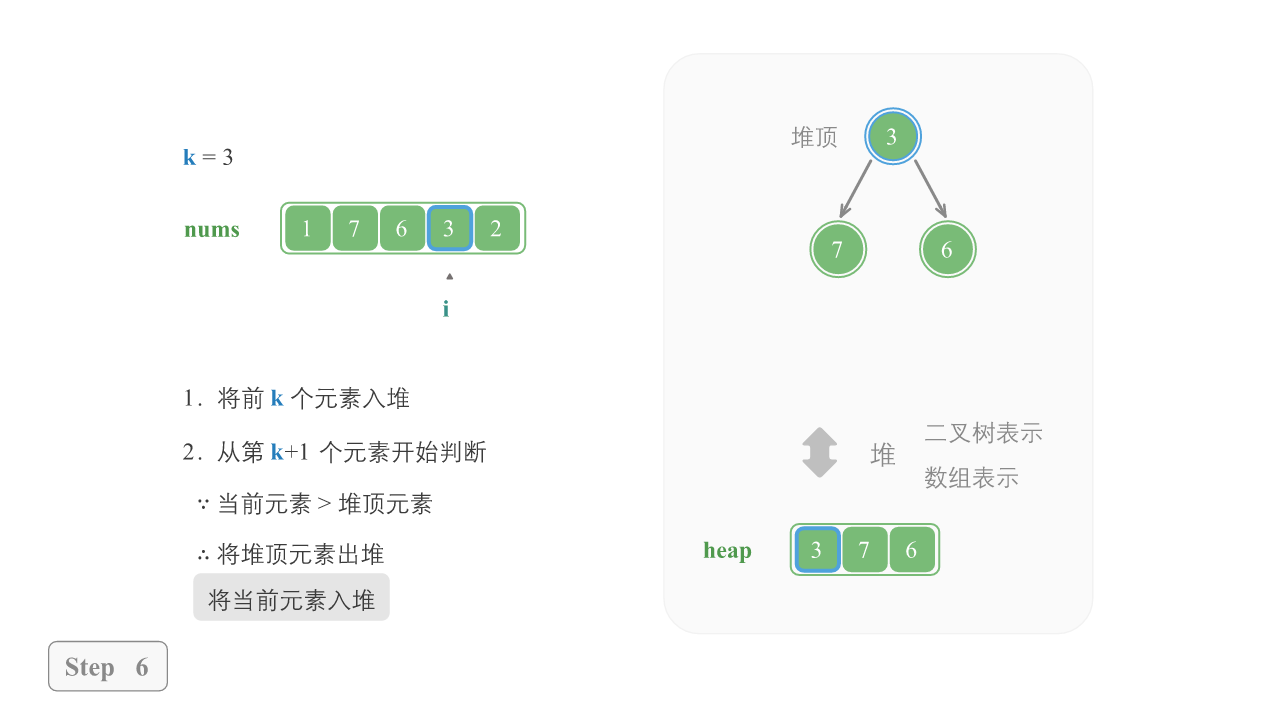 k = 3
nums 1 7 6 3 2
i
1. 将前 k 个元素入堆
2. 从第 k+1 个元素开始判断
∵ 当前元素 > 堆顶元素
∴ 将堆顶元素出堆
将当前元素入堆
Step 6
堆顶 3
7 6
堆
二叉树表示
数组表示
heap 3 7 6